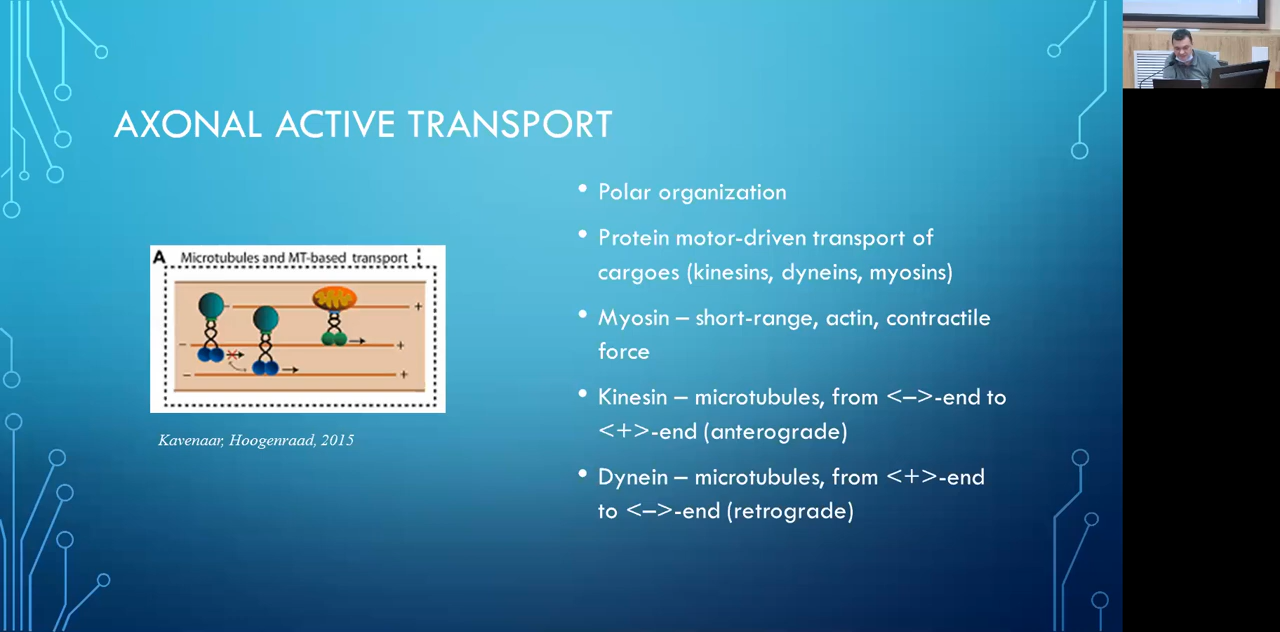 AXONAL ACTIVE TRANSPORT
A Microtubules and MT-based transport
− +
− +
− +
Kavenaar, Hoogenraad, 2015
• Polar organization
• Protein motor-driven transport of
cargoes (kinesins, dyneins, myosins)
• Myosin – short-range, actin, contractile
force
• Kinesin – microtubules, from <–>-end to
<+>-end (anterograde)
• Dynein – microtubules, from <+>-end
to <–>-end (retrograde)